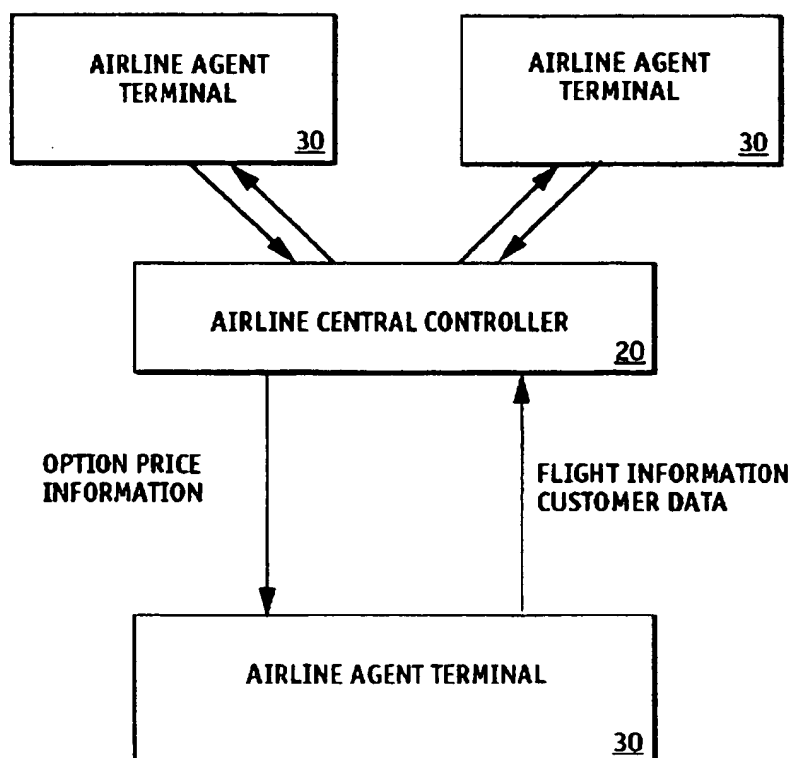 AIRLINE AGENT
TERMINAL
30
AIRLINE AGENT
TERMINAL
30
AIRLINE CENTRAL CONTROLLER
20
OPTION PRICE
INFORMATION
FLIGHT INFORMATION
CUSTOMER DATA
AIRLINE AGENT TERMINAL
30